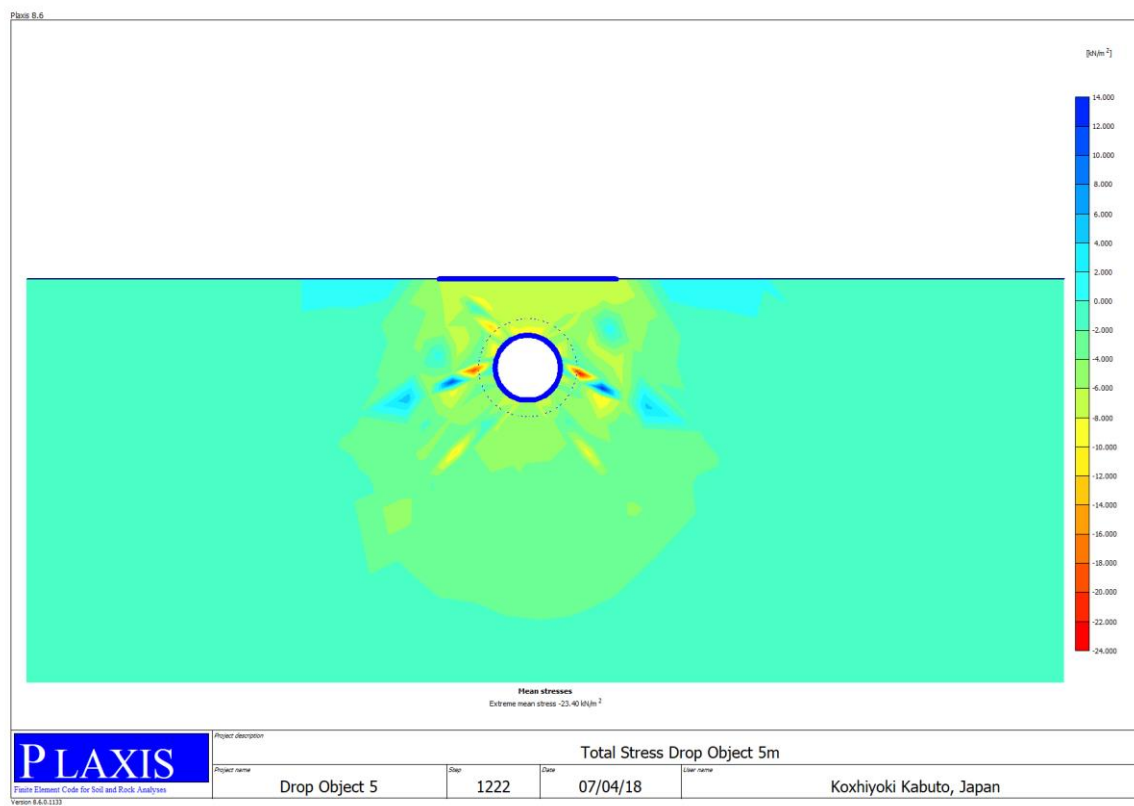 Plaxis 8.6
[kN/m²]
14.000
12.000
10.000
8.000
6.000
4.000
2.000
0.000
-2.000
-4.000
-6.000
-8.000
-10.000
-12.000
-14.000
-16.000
-18.000
-20.000
-22.000
-24.000
Mean stresses
Extreme mean stress -23.40 kN/m²
PLAXIS
Finite Element Code for Soil and Rock Analyses
Version 8.6.0.1133
Project description
Total Stress Drop Object 5m
Project name
Drop Object 5
Step
1222
Date
07/04/18
User name
Koxhiyoki Kabuto, Japan